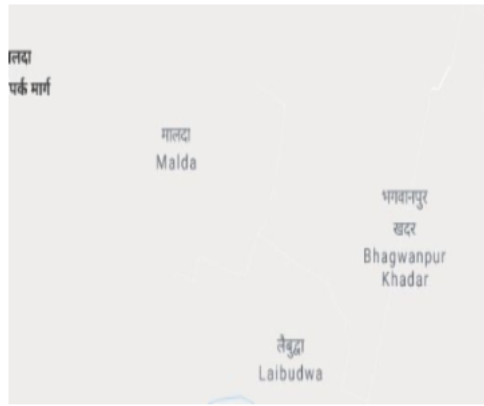 लदा
पर्क मार्ग
मालदा
Malda
भगवानपुर
खदर
Bhagwanpur
Khadar
लैबुद्वा
Laibudwa